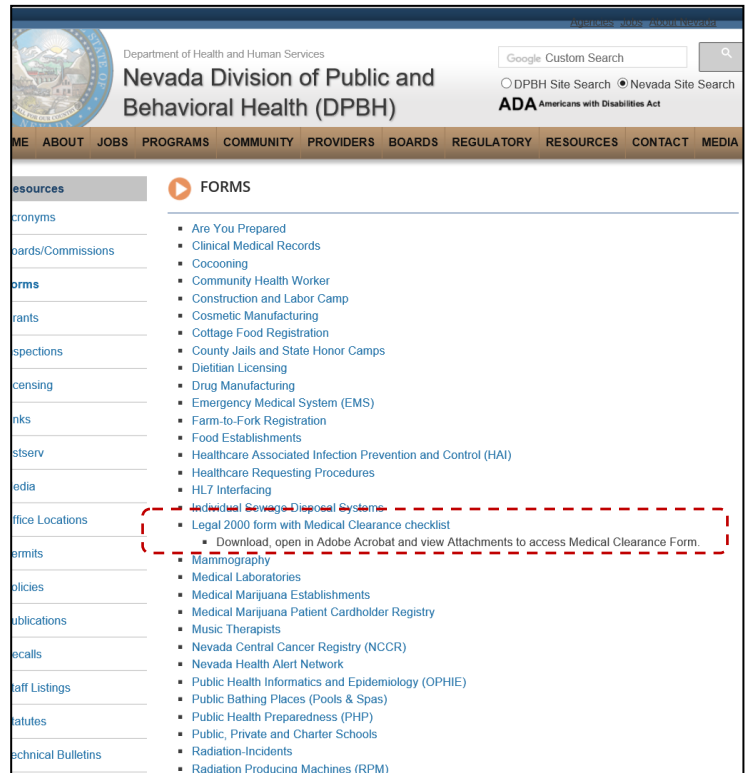 Agencies Jobs About Nevada
Department of Health and Human Services
Nevada Division of Public and
Behavioral Health (DPBH)
Google Custom Search
DPBH Site Search Nevada Site Search
ADA Americans with Disabilities Act
ME ABOUT JOBS PROGRAMS COMMUNITY PROVIDERS BOARDS REGULATORY RESOURCES CONTACT MEDIA
esources
cronyms
oards/Commissions
orms
rants
spections
censing
nks
stserv
edia
ffice Locations
ermits
olicies
ublications
ecalls
taff Listings
tatutes
echnical Bulletins
FORMS
Are You Prepared
Clinical Medical Records
Cocooning
Community Health Worker
Construction and Labor Camp
Cosmetic Manufacturing
Cottage Food Registration
County Jails and State Honor Camps
Dietitian Licensing
Drug Manufacturing
Emergency Medical System (EMS)
Farm-to-Fork Registration
Food Establishments
Healthcare Associated Infection Prevention and Control (HAI)
Healthcare Requesting Procedures
HL7 Interfacing
Individual Sewage Disposal Systems
Legal 2000 form with Medical Clearance checklist
Download, open in Adobe Acrobat and view Attachments to access Medical Clearance Form.
Mammography
Medical Laboratories
Medical Marijuana Establishments
Medical Marijuana Patient Cardholder Registry
Music Therapists
Nevada Central Cancer Registry (NCCR)
Nevada Health Alert Network
Public Health Informatics and Epidemiology (OPHIE)
Public Bathing Places (Pools & Spas)
Public Health Preparedness (PHP)
Public, Private and Charter Schools
Radiation-Incidents
Radiation Producing Machines (RPM)